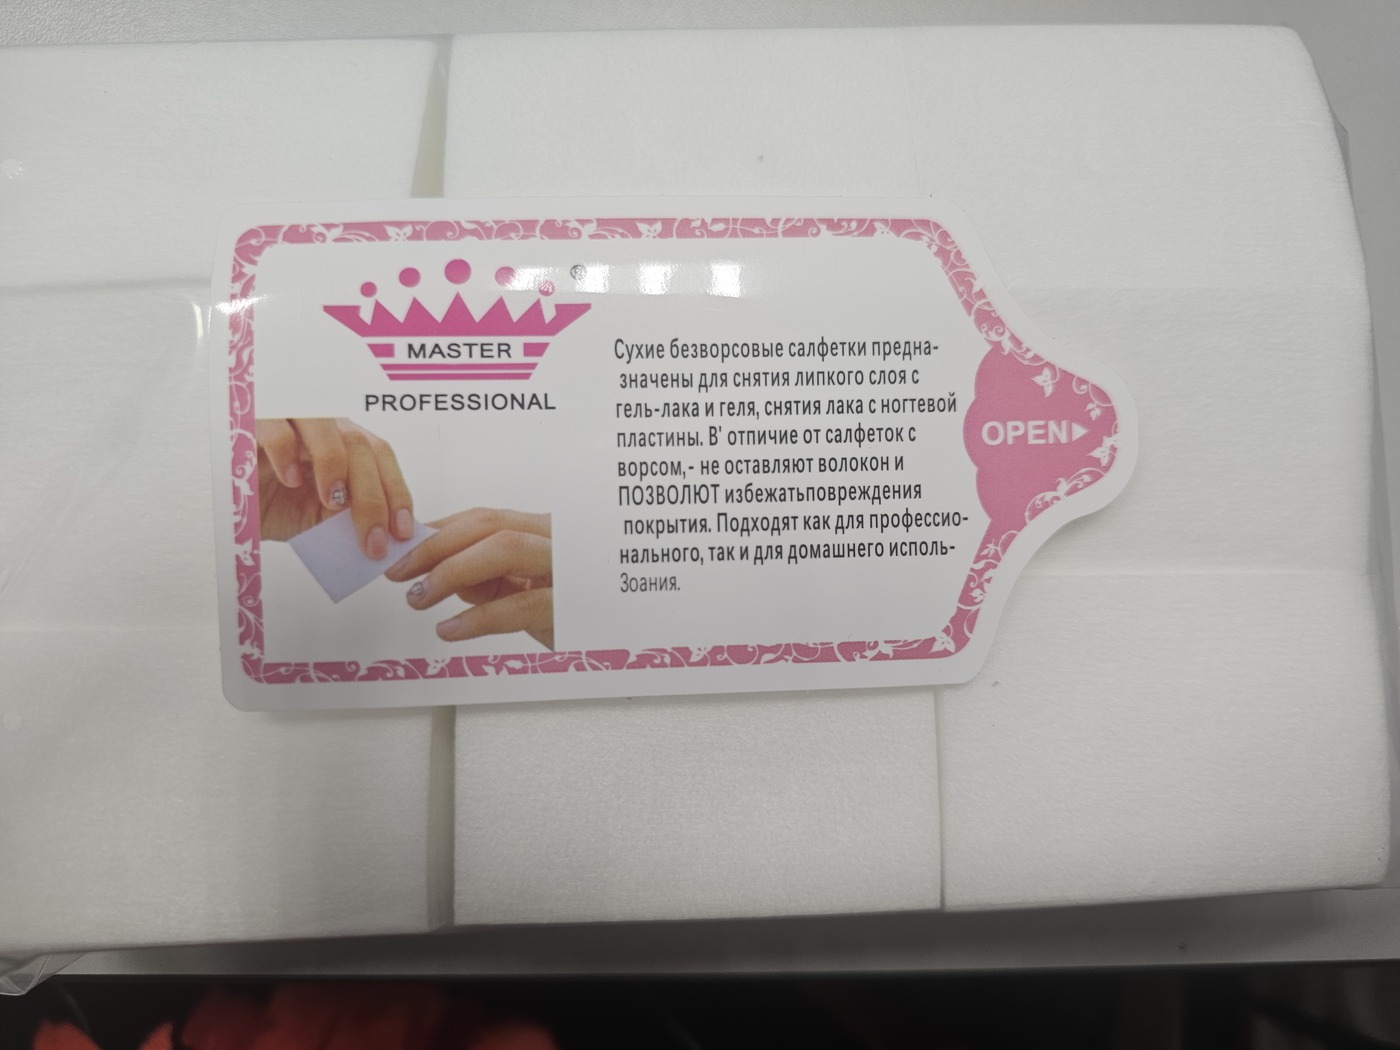 ®
MASTER
PROFESSIONAL
Сухие безворсовые салфетки предна-
значены для снятия липкого слоя с
гель-лака и геля, снятия лака с ногтевой
пластины. В' отпичие от салфеток с
ворсом,- не оставляют волокон и
ПОЗВОЛЮТ избежатьповреждения
покрытия. Подходят как для профессио-
нального, так и для домашнего исполь-
Зоания.
OPEN